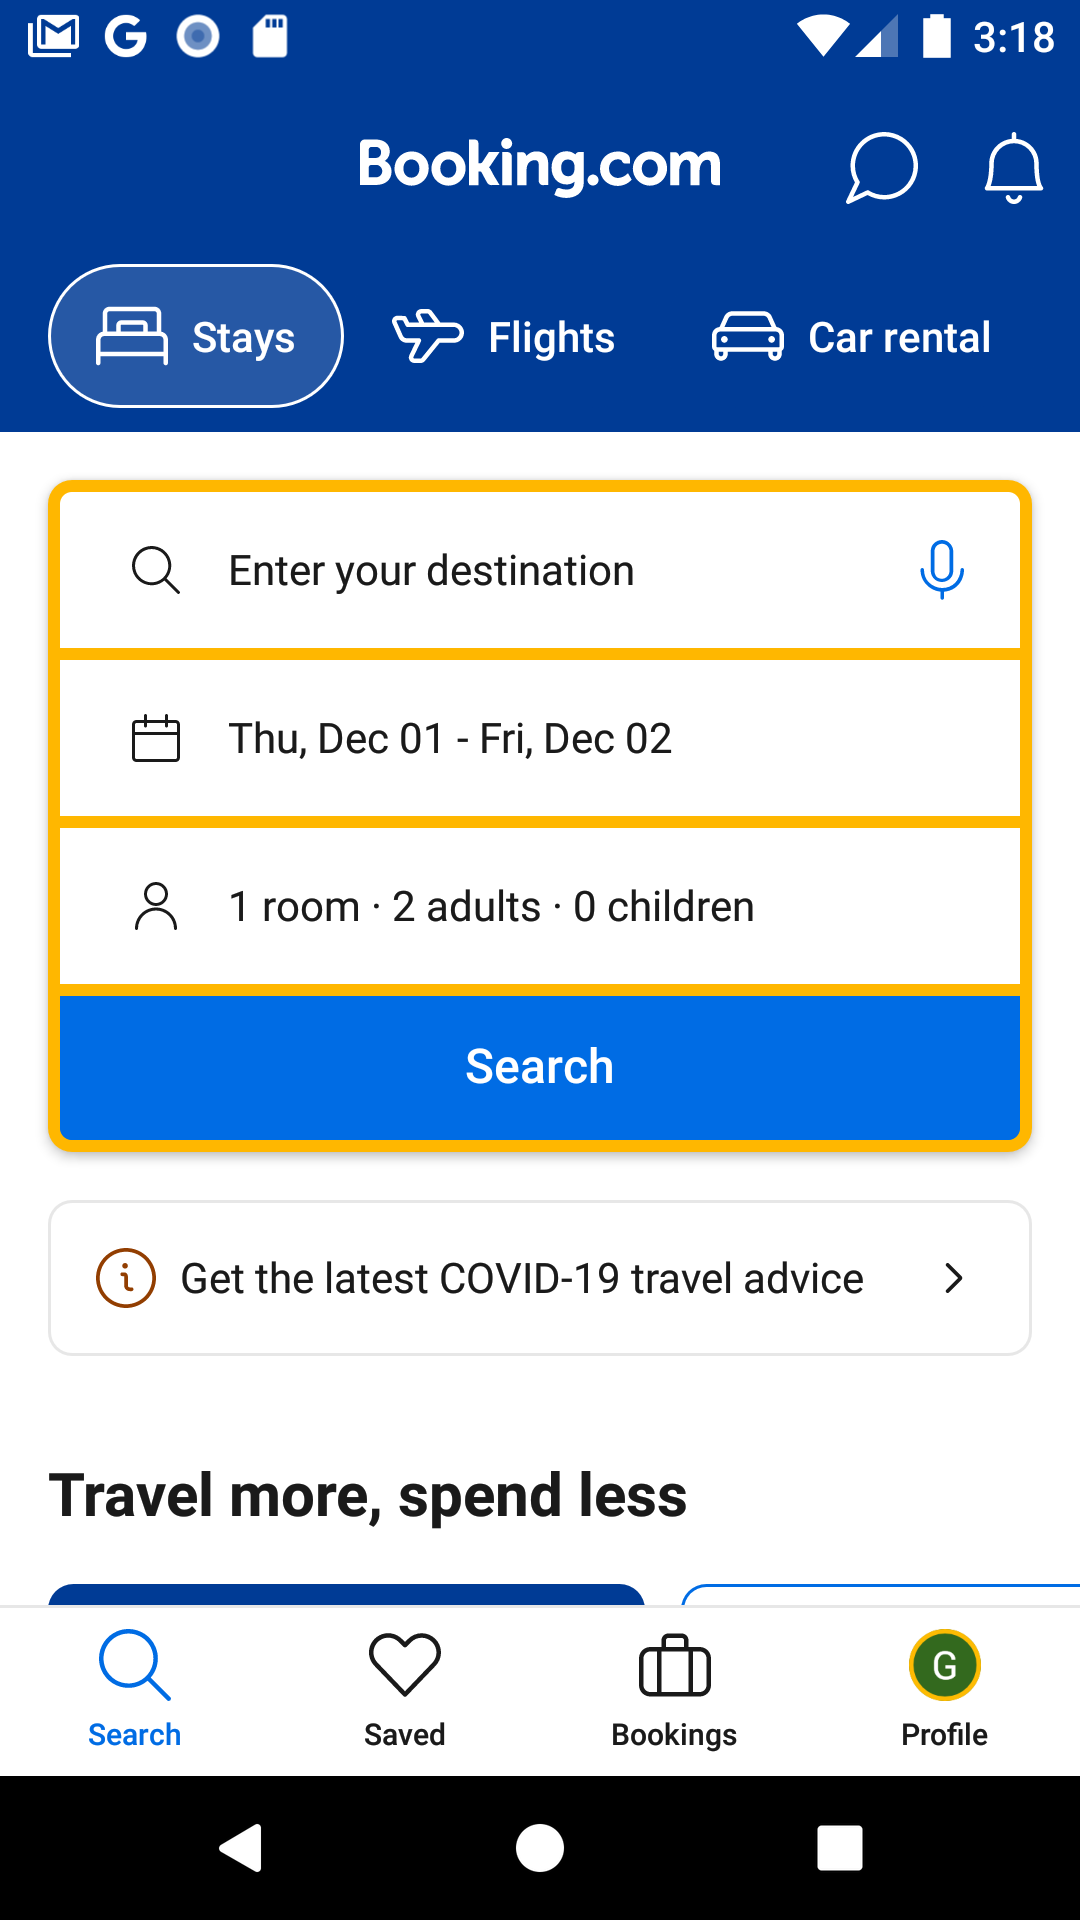 3:18
Booking.com
Stays
Flights
Car rental
Enter your destination
Thu, Dec 01 - Fri, Dec 02
1 room · 2 adults · 0 children
Search
Get the latest COVID-19 travel advice
Travel more, spend less
G
Search
Saved
Bookings
Profile